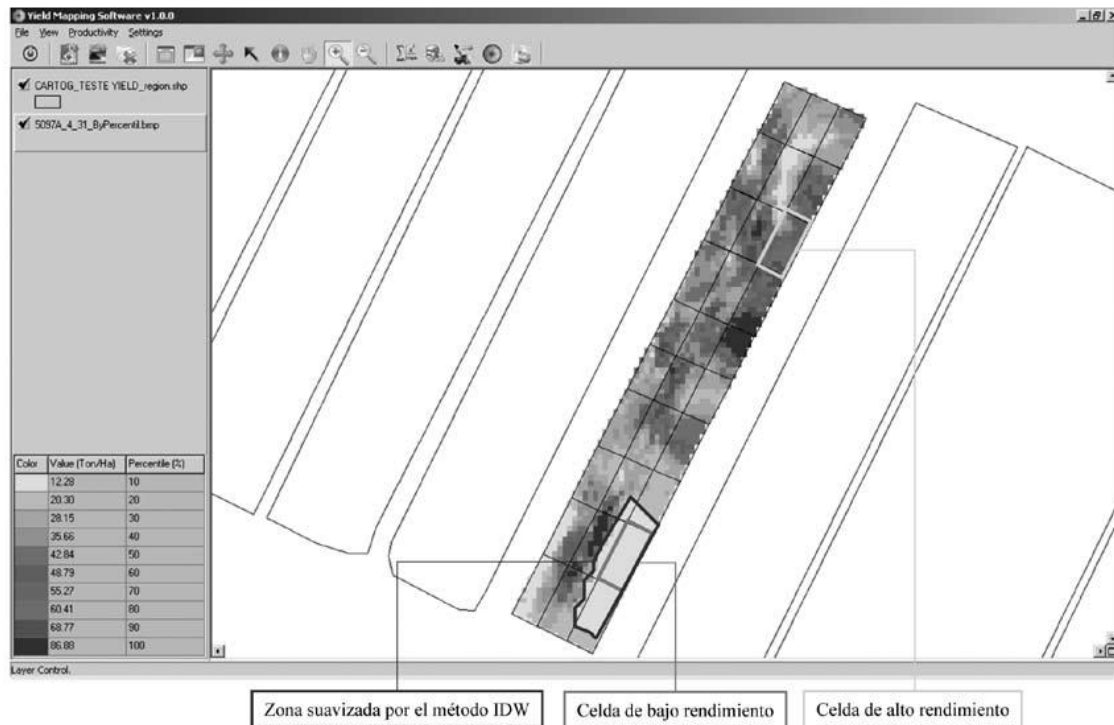 Yield Mapping Software v1.0.0
File View Productivity Settings
CARTOG_TESTE YIELD_region.shp
5097A_4_31_ByPercentil.bmp
Color Value (Ton/Ha) Percentile (%)
12.28 10
20.30 20
28.15 30
35.66 40
42.84 50
48.79 60
55.27 70
60.41 80
68.77 90
86.88 100
Layer Control.
Zona suavizada por el método IDW Celda de bajo rendimiento Celda de alto rendimiento